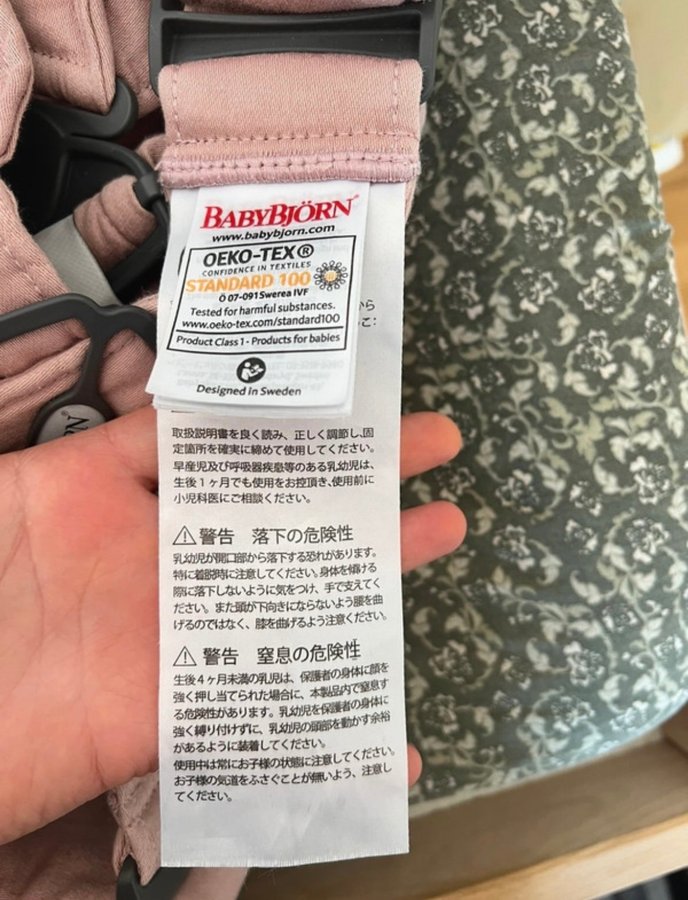 BABYBJÖRN®
www.babybjorn.com
OEKO-TEX®
CONFIDENCE IN TEXTILES
STANDARD 100
Ö 07-091 Swerea IVF
Tested for harmful substances.
www.oeko-tex.com/standard100
Product Class 1 - Products for babies
Designed in Sweden
から
取扱説明書を良く読み、正しく調節し、固
定箇所を確実に締めて使用してください。
早産児及び呼吸器疾患等のある乳幼児は、
生後1ヶ月でも使用をお控頂き、使用前に
小児科医にご相談ください。
⚠警告 落下の危険性
乳幼児が開口部から落下する恐れがあります。
特に着脱時に注意してください。身体を傾ける
際に落下しないように気をつけ、手で支えてく
ださい。また頭が下向きにならないよう腰を曲
げるのではなく、膝を曲げるよう注意ください。
⚠警告 窒息の危険性
生後4ヶ月未満の乳児は、保護者の身体に顔を
強く押し当てられた場合に、本製品内で窒息す
る危険性があります。乳幼児を保護者の身体に
強く縛り付けずに、乳幼児の頭部を動かす余裕
があるように装着してください。
使用中は常にお子様の状態に注意してください。
お子様の気道をふさぐことが無いよう、注意し
てください。